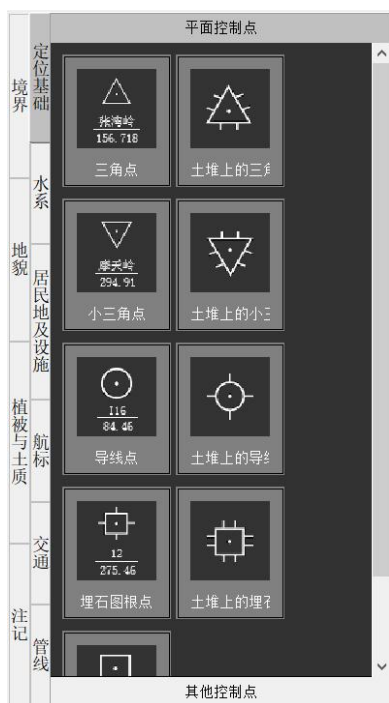 平面控制点
境界
地貌
植被与土质
注记
定位基础
水系
居民地及设施
航标
交通
管线
张湾岭
156.718
三角点
土堆上的三角
294.91
小三角点
土堆上的小三
I16
84.46
导线点
土堆上的导线
12
275.46
埋石图根点
土堆上的埋石
其他控制点